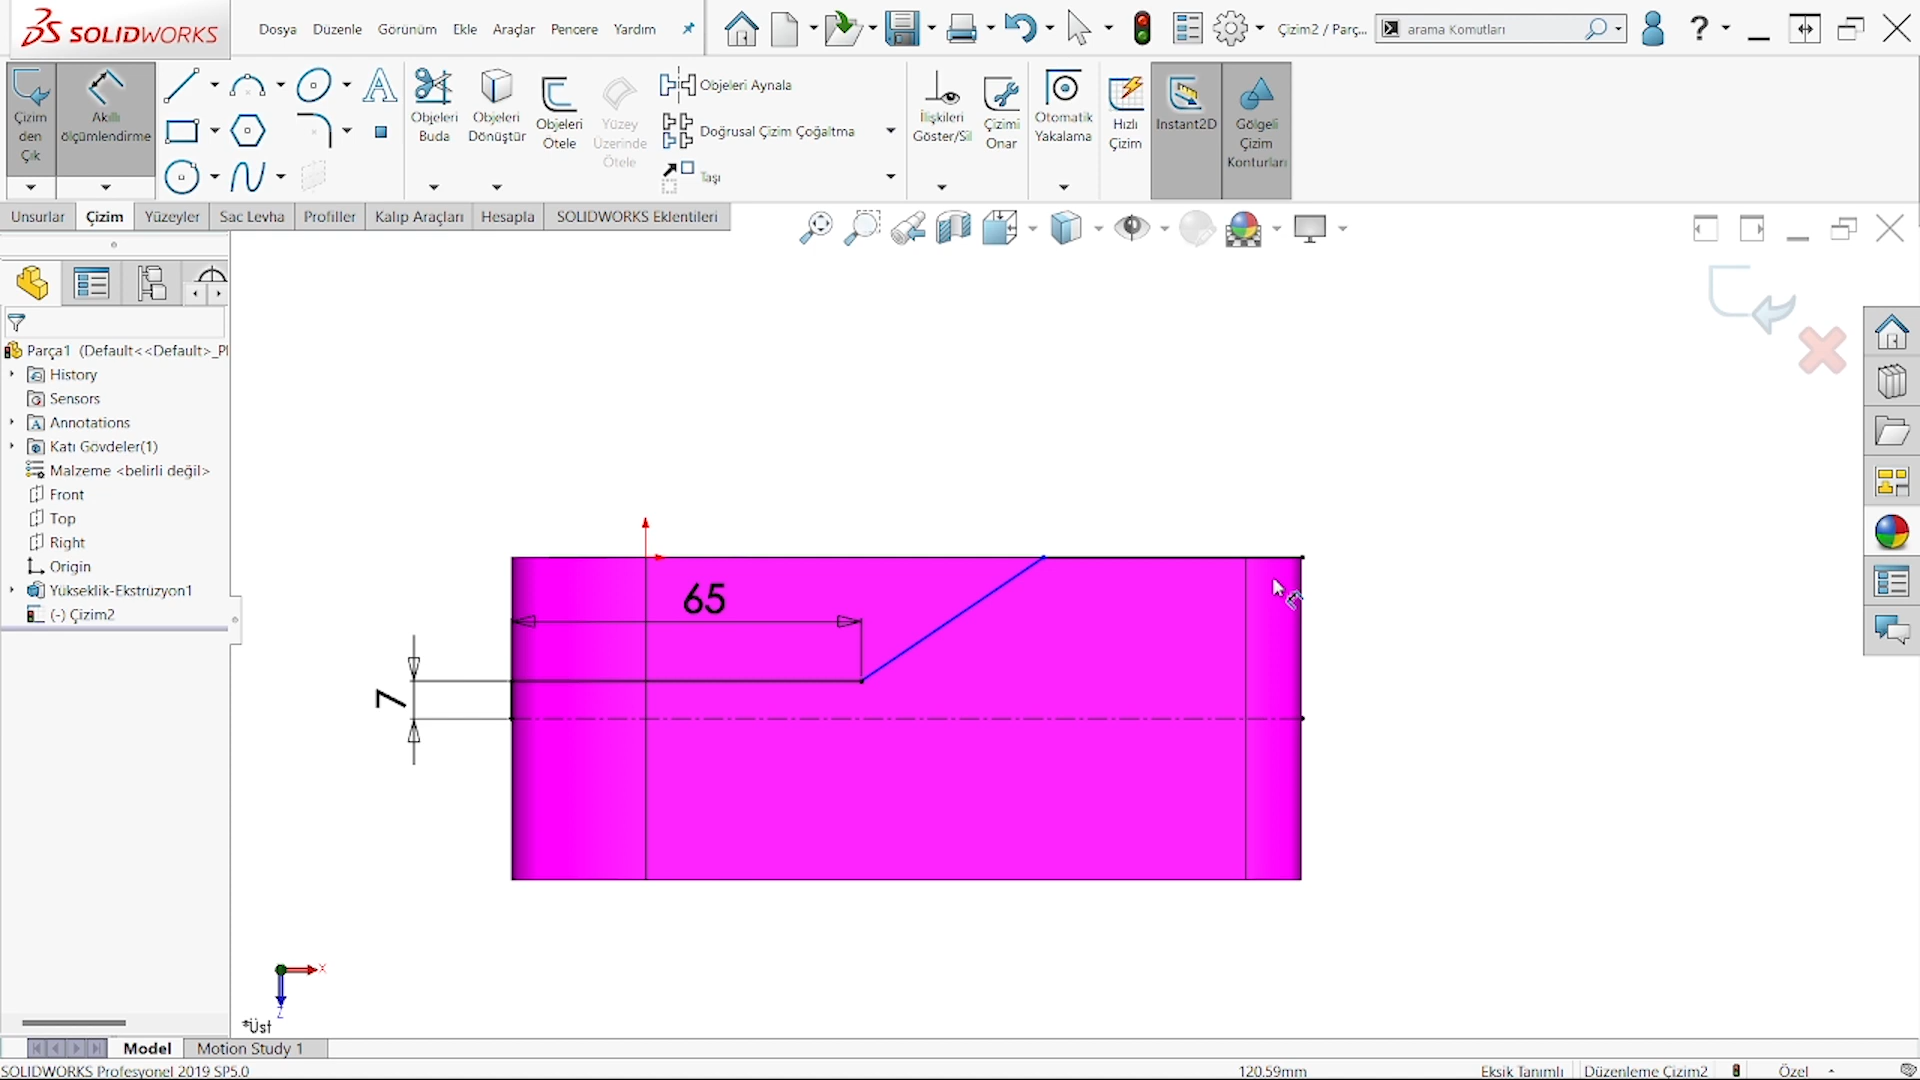 SOLIDWORKS
Dosya Düzenle Görünüm Ekle Araçlar Pencere Yardım
Çizim2 / Parç...
arama Komutları
Çizim den Çık
Akıllı ölçümlendirme
Objeleri Buda
Objeleri Dönüştür
Objeleri Ötele
Yüzey Üzerinde Ötele
Objeleri Aynala
Doğrusal Çizim Çoğaltma
Taşı
İlişkileri Göster/Sil
Çizimi Onar
Otomatik Yakalama
Hızlı Çizim
Instant2D
Gölgeli Çizim Konturları
Unsurlar Çizim Yüzeyler Sac Levha Profiller Kalıp Araçları Hesapla SOLIDWORKS Eklentileri
Parça1 (Default<<Default>_Pl
History
Sensors
Annotations
Katı Govdeler(1)
Malzeme <belirli değil>
Front
Top
Right
Origin
Yükseklik-Ekstrüzyon1
(-) Çizim2
65
7
X
Z
*Üst
Model Motion Study 1
SOLIDWORKS Profesyonel 2019 SP5.0
120.59mm
Eksik Tanımlı
Düzenleme Çizim2
Özel